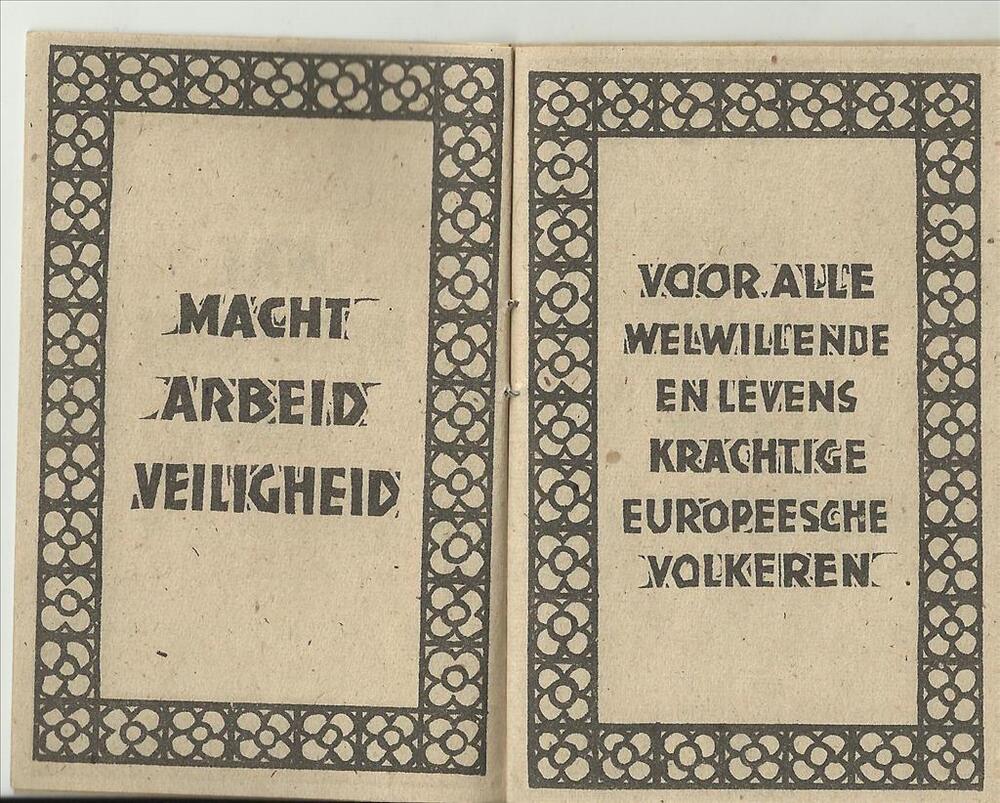 MACHT
ARBEID
VEILIGHEID
VOOR ALLE
WELWILLENDE
EN LEVENS
KRACHTIGE
EUROPEESCHE
VOLKEREN